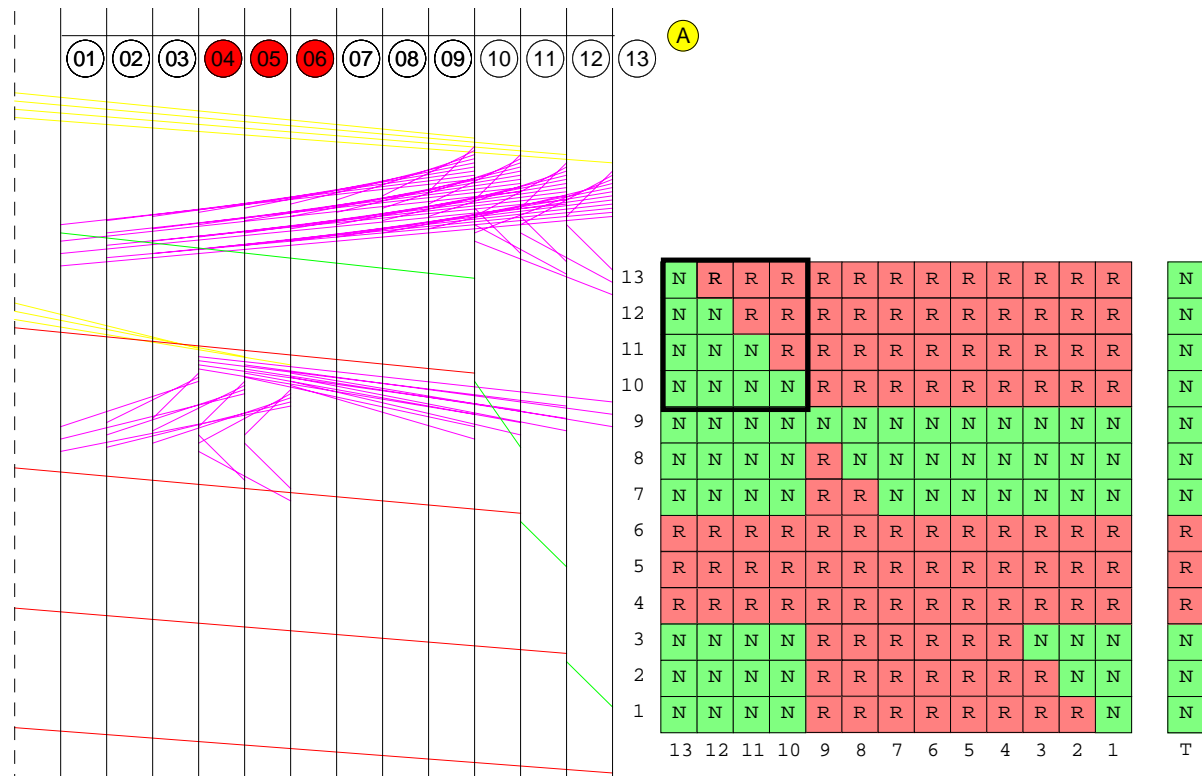 A
01 02 03 04 05 06 07 08 09 10 11 12 13
13 N R R R R R R R R R R R R N
12 N N R R R R R R R R R R R N
11 N N N R R R R R R R R R R N
10 N N N N R R R R R R R R R N
9 N N N N N N N N N N N N N N
8 N N N N R N N N N N N N N N
7 N N N N R R N N N N N N N N
6 R R R R R R R R R R R R R R
5 R R R R R R R R R R R R R R
4 R R R R R R R R R R R R R R
3 N N N N R R R R R R N N N N
2 N N N N R R R R R R R N N N
1 N N N N R R R R R R R R N N
13 12 11 10 9 8 7 6 5 4 3 2 1 T